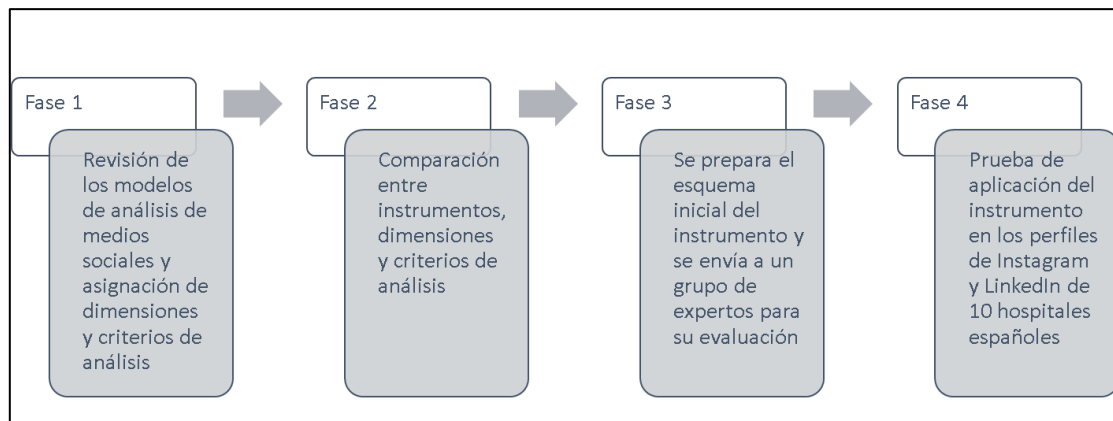 Fase 1
Revisión de
los modelos
de análisis de
medios
sociales y
asignación de
dimensiones
y criterios de
análisis
Fase 2
Comparación
entre
instrumentos,
dimensiones
y criterios de
análisis
Fase 3
Se prepara el
esquema
inicial del
instrumento y
se envía a un
grupo de
expertos para
su evaluación
Fase 4
Prueba de
aplicación del
instrumento
en los perfiles
de Instagram
y LinkedIn de
10 hospitales
españoles